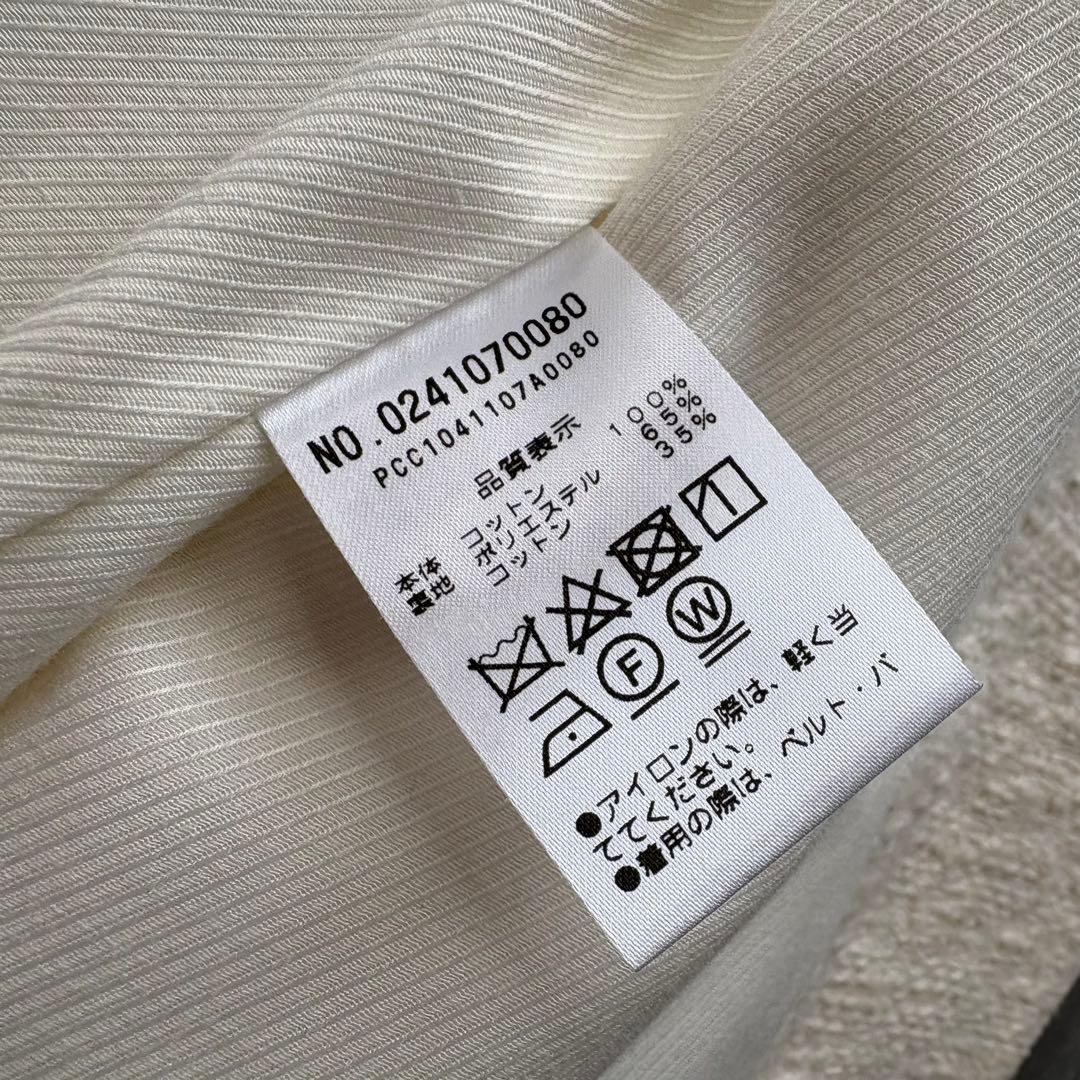 NO.0241070080
PCC1041107A0080
品質表示
本体 コットン 100%
裏地 ポリエステル 65%
コットン 35%
F W
●アイロンの際は、軽く当
ててください。
●着用の際は、ベルト・バ